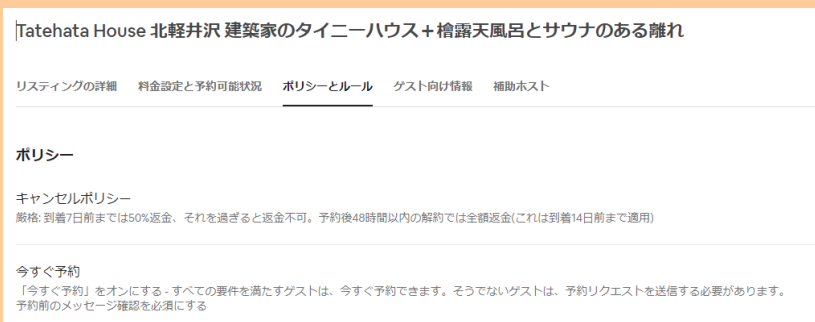 Tatehata House 北軽井沢 建築家のタイニーハウス＋檜露天風呂とサウナのある離れ
リスティングの詳細 料金設定と予約可能状況 ポリシーとルール ゲスト向け情報 補助ホスト
ポリシー
キャンセルポリシー
厳格: 到着7日前までは50%返金、それを過ぎると返金不可。予約後48時間以内の解約では全額返金(これは到着14日前まで適用)
今すぐ予約
「今すぐ予約」をオンにする - すべての要件を満たすゲストは、今すぐ予約できます。そうでないゲストは、予約リクエストを送信する必要があります。
予約前のメッセージ確認を必須にする